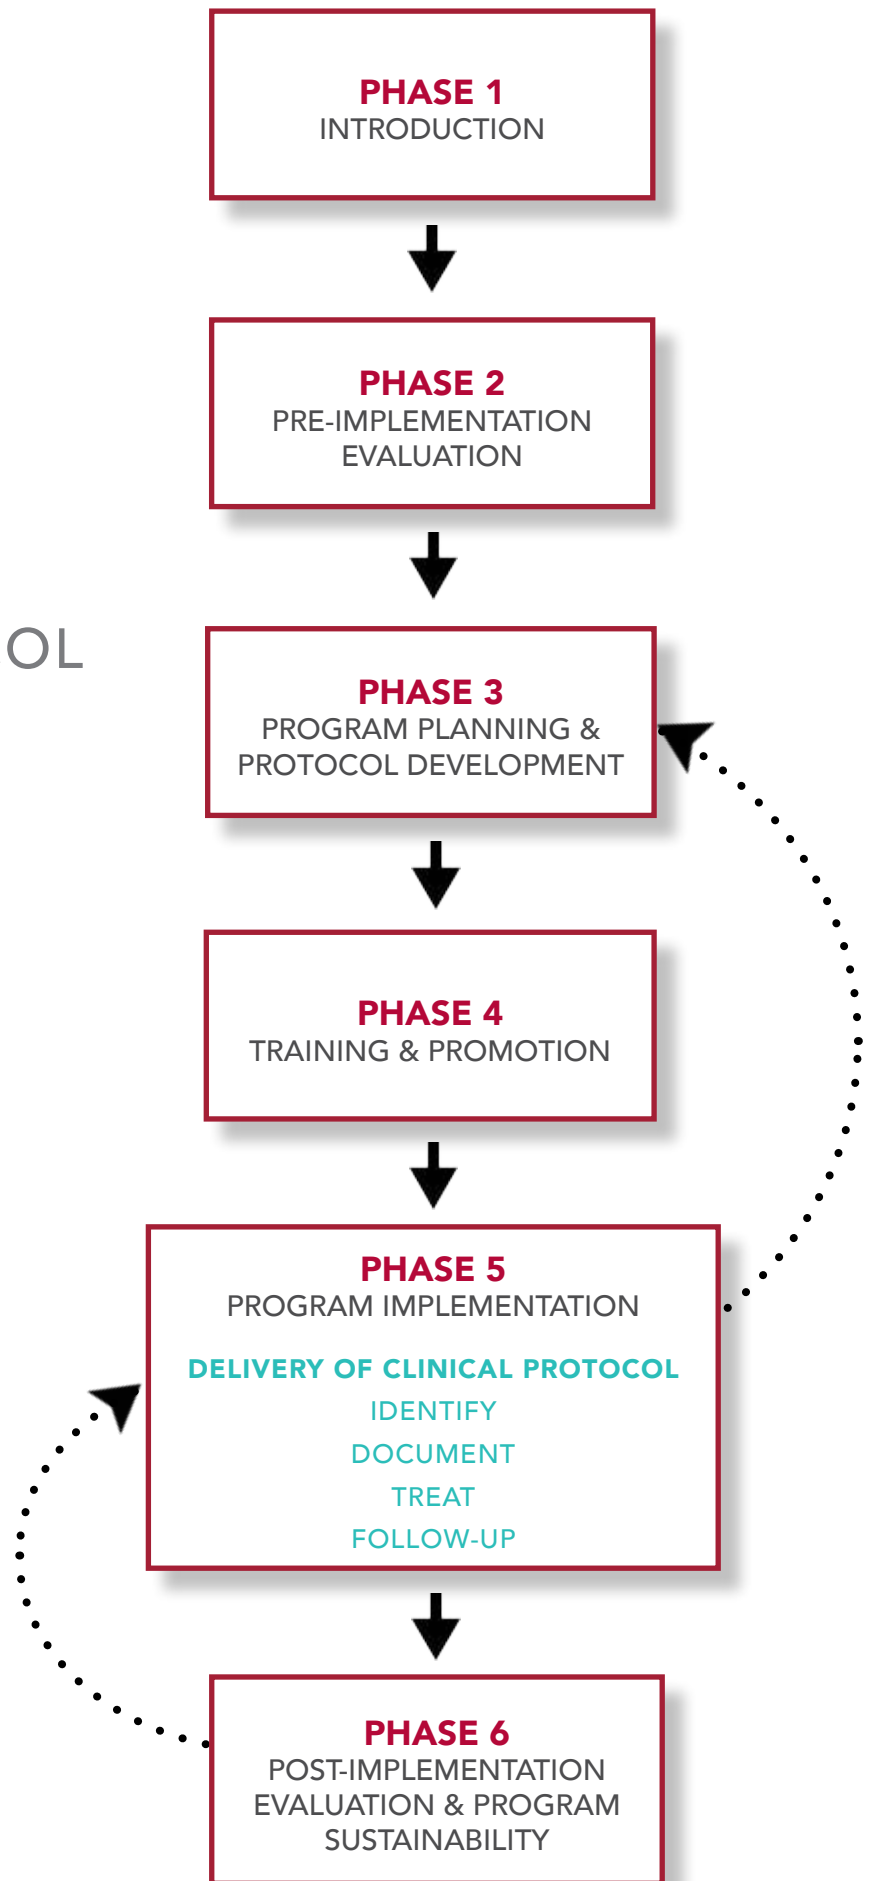 PHASE 1
INTRODUCTION
PHASE 2
PRE-IMPLEMENTATION
EVALUATION
OL
PHASE 3
PROGRAM PLANNING &
PROTOCOL DEVELOPMENT
PHASE 4
TRAINING & PROMOTION
PHASE 5
PROGRAM IMPLEMENTATION
DELIVERY OF CLINICAL PROTOCOL
IDENTIFY
DOCUMENT
TREAT
FOLLOW-UP
PHASE 6
POST-IMPLEMENTATION
EVALUATION & PROGRAM
SUSTAINABILITY